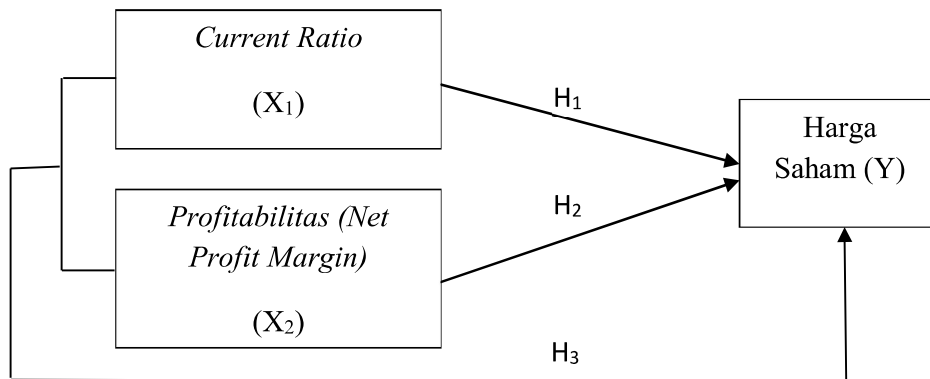 Current Ratio
(X₁)
H₁
Harga
Saham (Y)
Profitabilitas (Net
Profit Margin)
(X₂)
H₂
H₃